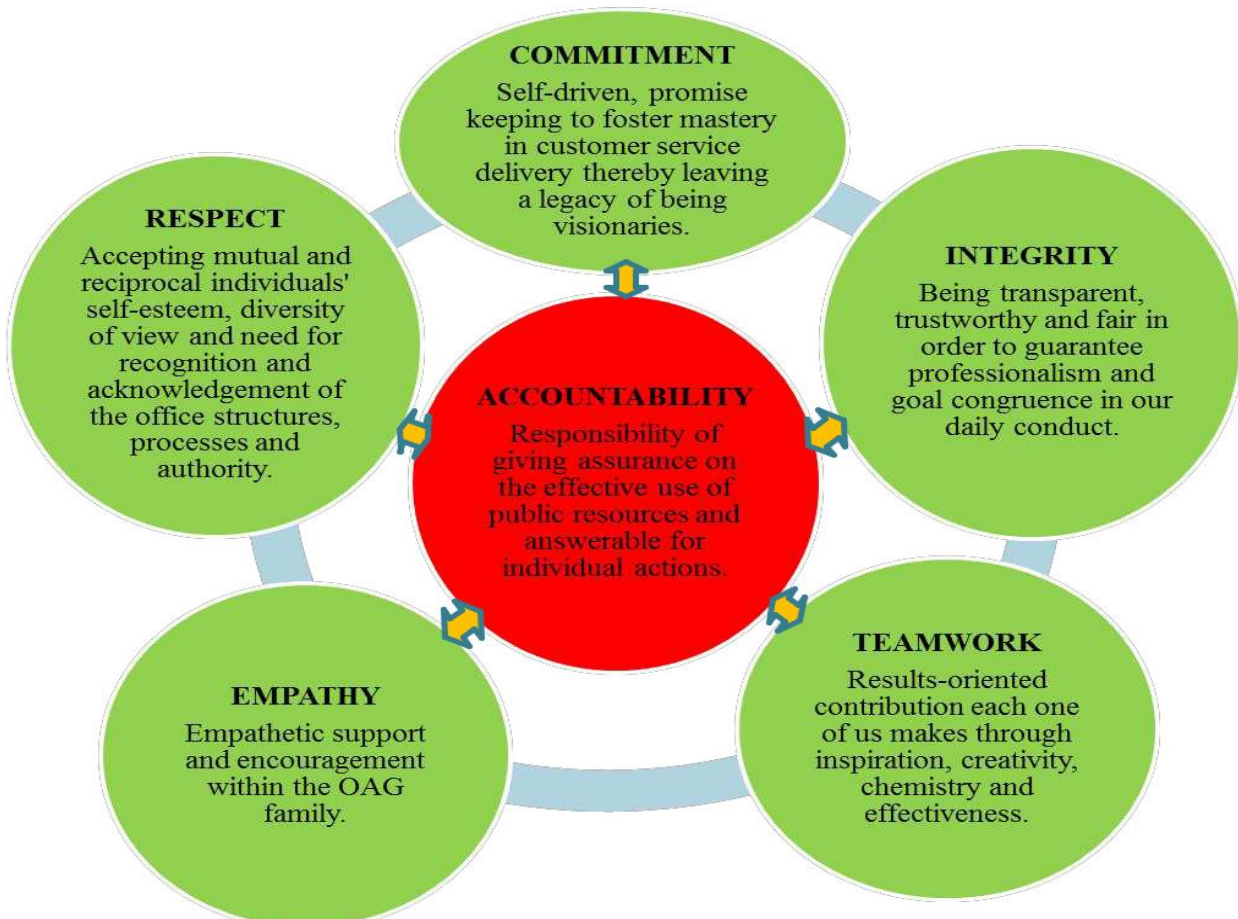 COMMITMENT
Self-driven, promise
keeping to foster mastery
in customer service
delivery thereby leaving
a legacy of being
visionaries.
RESPECT
Accepting mutual and
reciprocal individuals'
self-esteem, diversity
of view and need for
recognition and
acknowledgement of
the office structures,
processes and
authority.
INTEGRITY
Being transparent,
trustworthy and fair in
order to guarantee
professionalism and
goal congruence in our
daily conduct.
ACCOUNTABILITY
Responsibility of
giving assurance on
the effective use of
public resources and
answerable for
individual actions.
EMPATHY
Empathetic support
and encouragement
within the OAG
family.
TEAMWORK
Results-oriented
contribution each one
of us makes through
inspiration, creativity,
chemistry and
effectiveness.